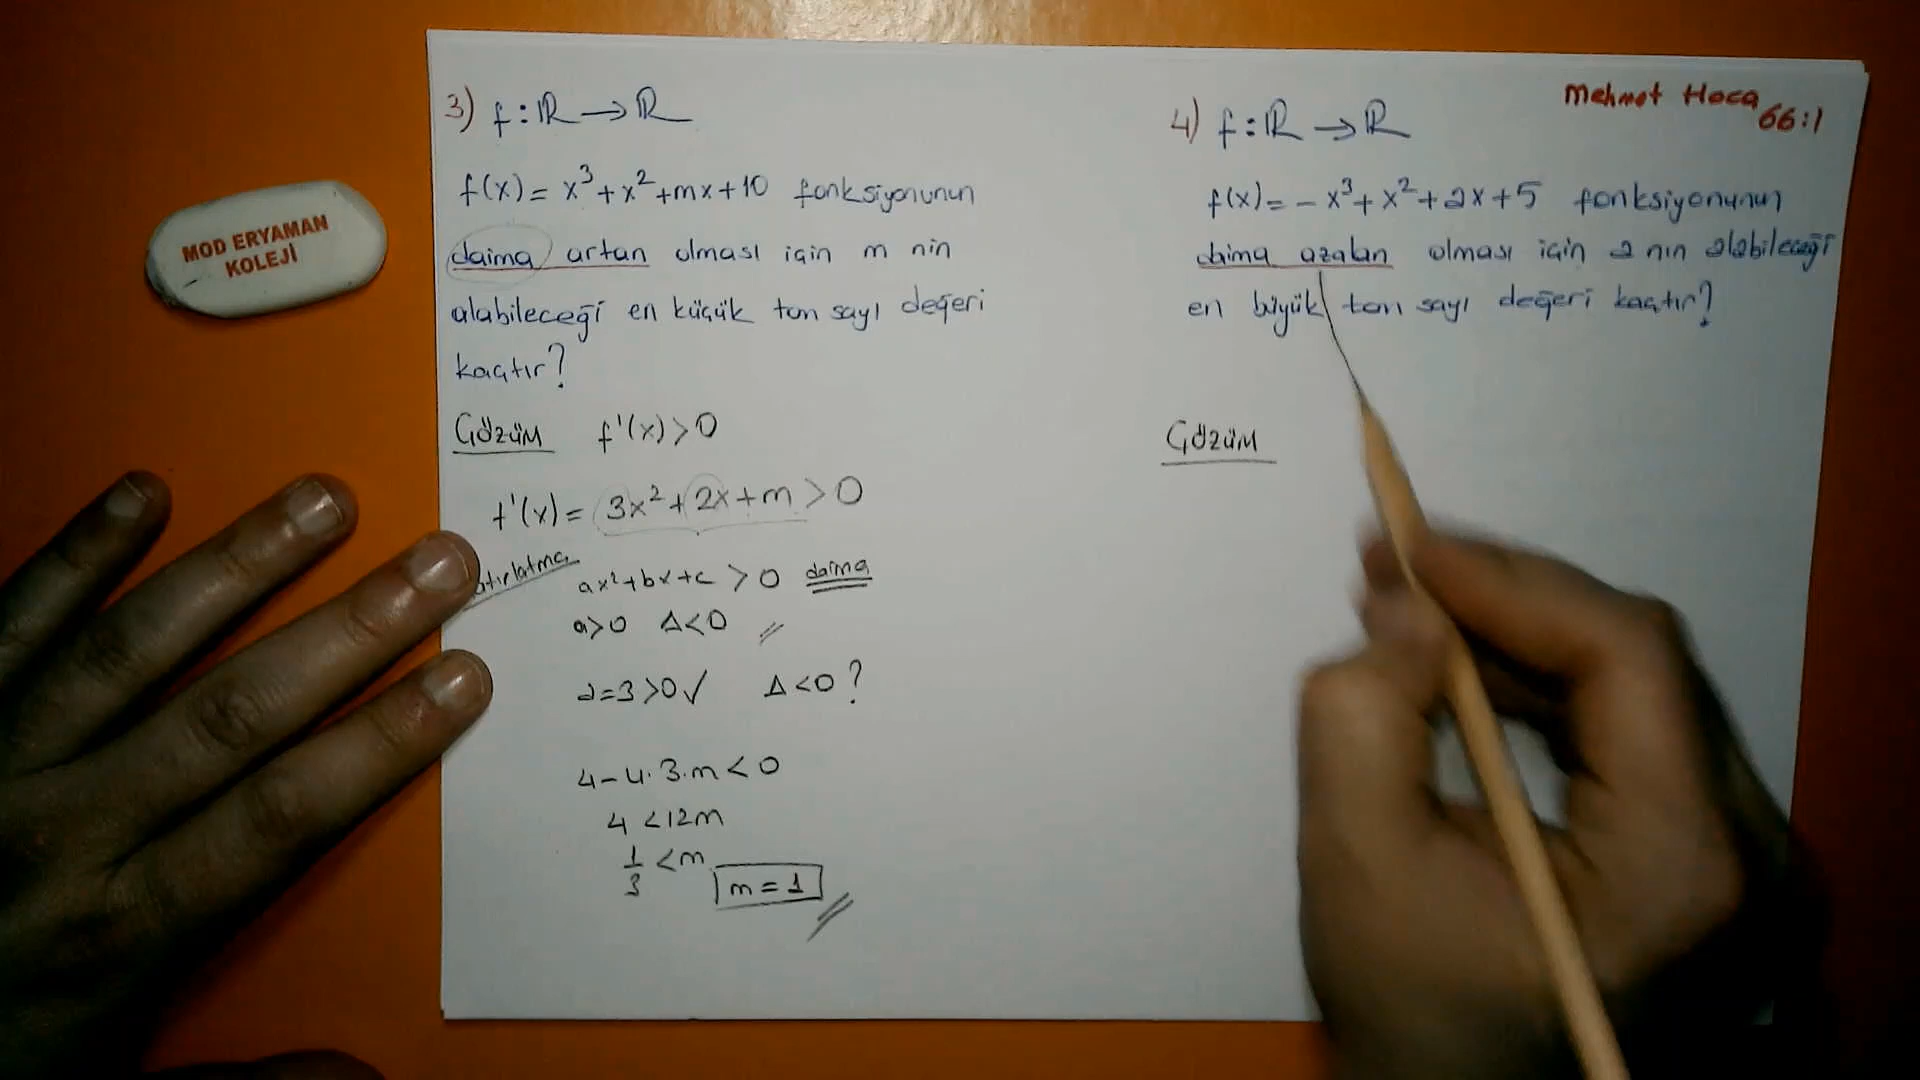 MOD ERYAMAN
KOLEJİ
3) f : ℝ → ℝ
f(x) = x³ + x² + mx + 10 fonksiyonunun
daima artan olması için m nin
alabileceği en küçük tam sayı değeri
kaçtır?
Çözüm f'(x) > 0
f'(x) = 3x² + 2x + m > 0
atırlatma ax² + bx + c > 0 daima
a > 0 Δ < 0
a = 3 > 0 ✓ Δ < 0 ?
4 - 4 · 3 · m < 0
4 < 12m
1/3 < m
m = 1
Mehmet Hoca
66:1
4) f : ℝ → ℝ
f(x) = - x³ + x² + ax + 5 fonksiyonunun
daima azalan olması için a nın alabileceği
en büyük tam sayı değeri kaçtır?
Çözüm